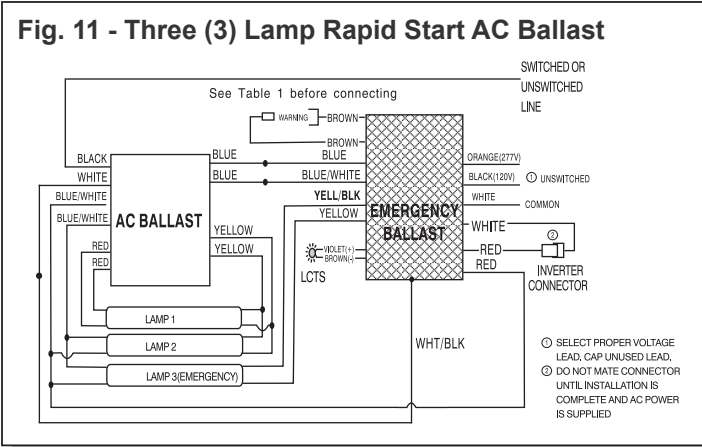 Fig. 11 - Three (3) Lamp Rapid Start AC Ballast
SWITCHED OR
UNSWITCHED
LINE
See Table 1 before connecting
WARNING
BROWN
BROWN
BLACK
WHITE
BLUE/WHITE
BLUE/WHITE
RED
RED
AC BALLAST
BLUE
BLUE
YELLOW
YELLOW
BLUE
BLUE/WHITE
YELL/BLK
YELLOW
VIOLET(+)
BROWN(-)
LCTS
EMERGENCY
BALLAST
ORANGE(277V)
BLACK(120V)
① UNSWITCHED
WHITE
COMMON
WHITE
RED
RED
②
INVERTER
CONNECTOR
LAMP 1
LAMP 2
LAMP 3(EMERGENCY)
WHT/BLK
① SELECT PROPER VOLTAGE
LEAD, CAP UNUSED LEAD.
② DO NOT MATE CONNECTOR
UNTIL INSTALLATION IS
COMPLETE AND AC POWER
IS SUPPLIED